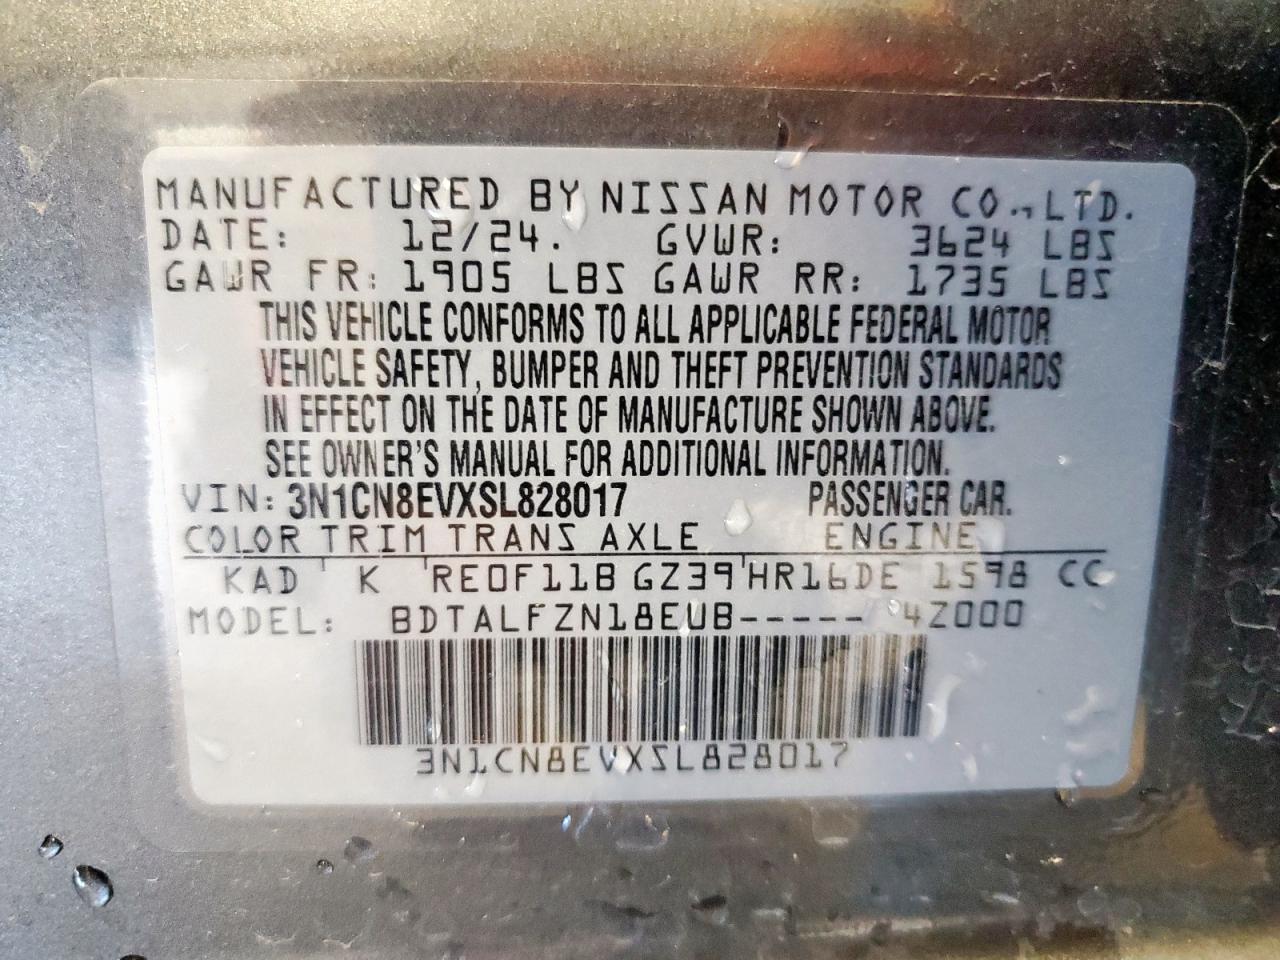 MANUFACTURED BY NISSAN MOTOR CO., LTD.
DATE: 12/24. GVWR: 3624 LBS
GAWR FR: 1905 LBS GAWR RR: 1735 LBS
THIS VEHICLE CONFORMS TO ALL APPLICABLE FEDERAL MOTOR
VEHICLE SAFETY, BUMPER AND THEFT PREVENTION STANDARDS
IN EFFECT ON THE DATE OF MANUFACTURE SHOWN ABOVE.
SEE OWNER'S MANUAL FOR ADDITIONAL INFORMATION.
VIN: 3N1CN8EVXSL828017 PASSENGER CAR.
COLOR TRIM TRANS AXLE ENGINE
KAD K RE0F11B GZ39 HR16DE 1598 CC
MODEL: BDTALFZN18EUB----- 4Z000
3N1CN8EVXSL828017